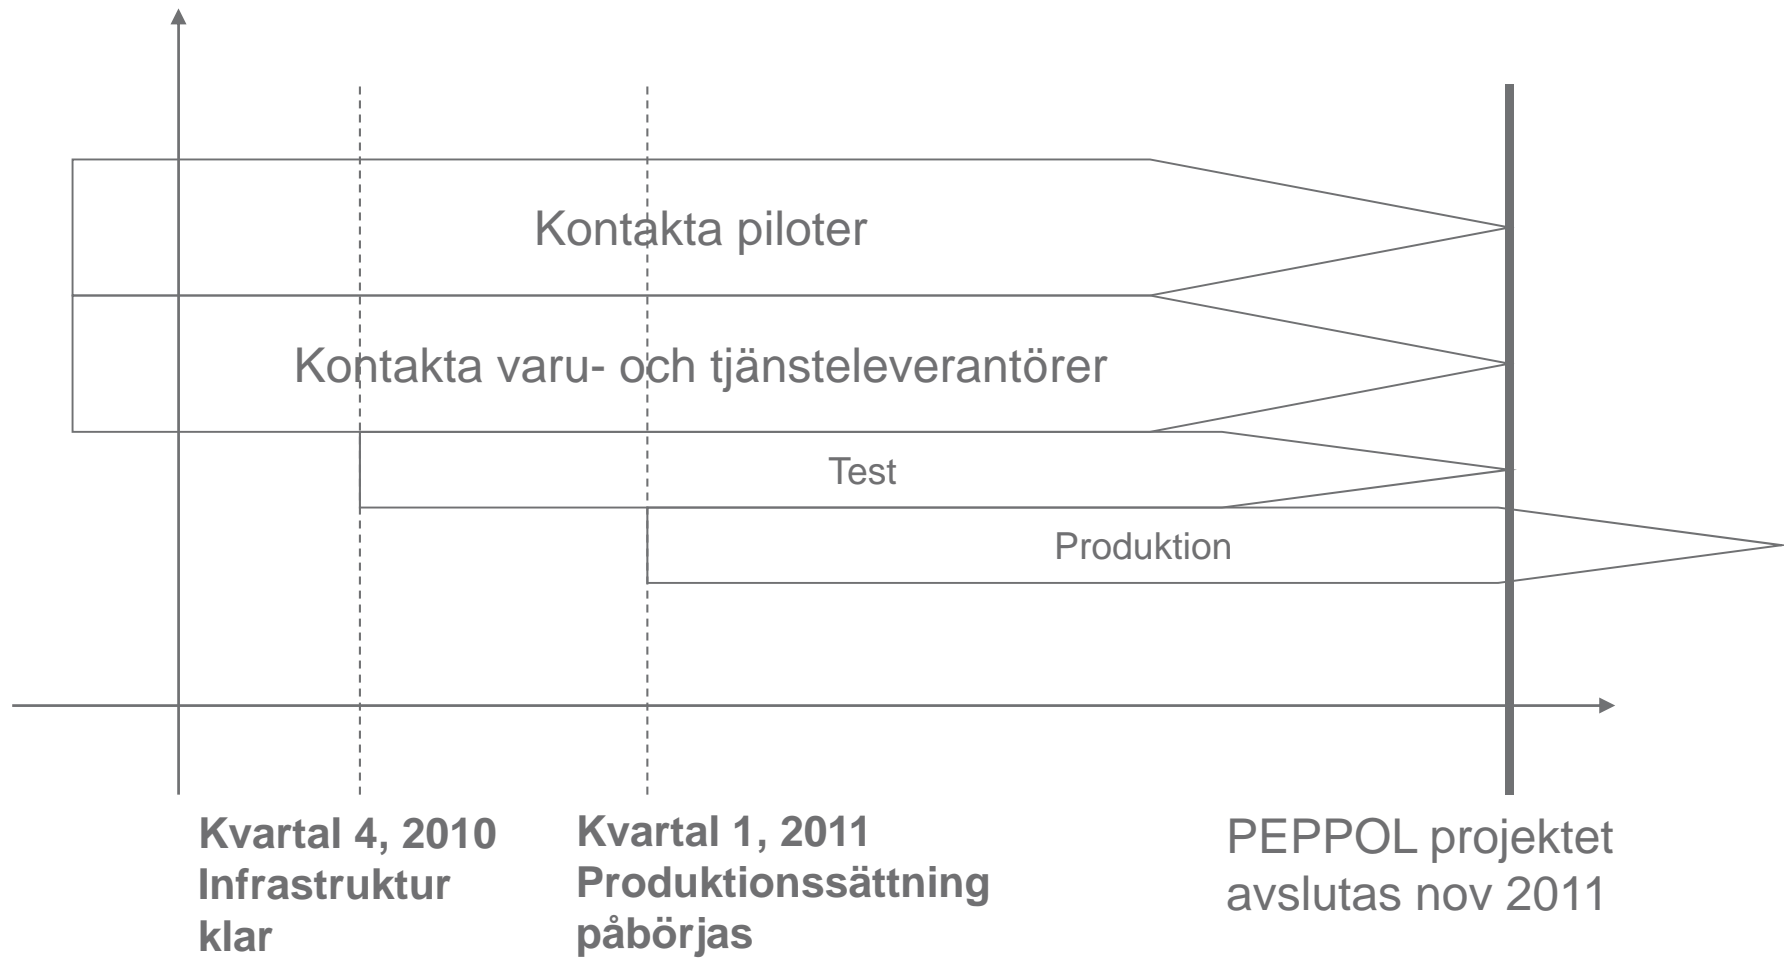 Kontakta piloter
Kontakta varu- och tjänsteleverantörer
Test
Produktion
Kvartal 4, 2010
Infrastruktur
klar
Kvartal 1, 2011
Produktionssättning
påbörjas
PEPPOL projektet
avslutas nov 2011